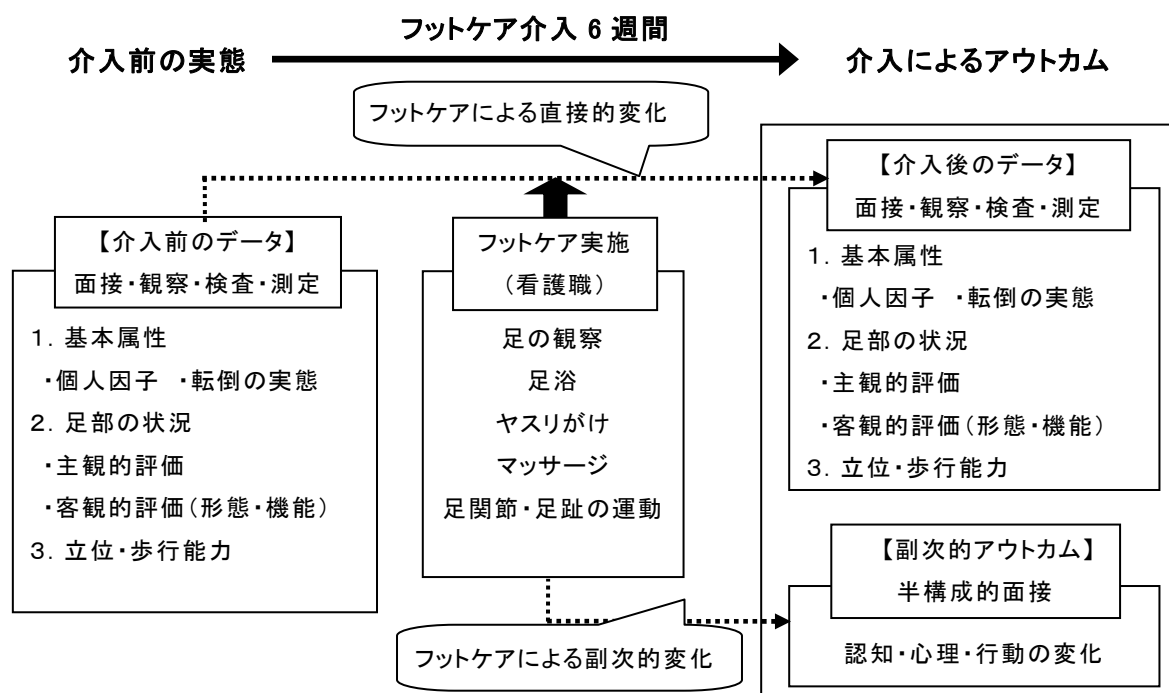 フットケア介入 6 週間
介入前の実態
介入によるアウトカム
フットケアによる直接的変化
【介入前のデータ】
面接・観察・検査・測定
1. 基本属性
・個人因子 ・転倒の実態
2. 足部の状況
・主観的評価
・客観的評価(形態・機能)
3. 立位・歩行能力
フットケア実施
(看護職)
足の観察
足浴
ヤスリがけ
マッサージ
足関節・足趾の運動
フットケアによる副次的変化
【介入後のデータ】
面接・観察・検査・測定
1. 基本属性
・個人因子 ・転倒の実態
2. 足部の状況
・主観的評価
・客観的評価(形態・機能)
3. 立位・歩行能力
【副次的アウトカム】
半構成的面接
認知・心理・行動の変化